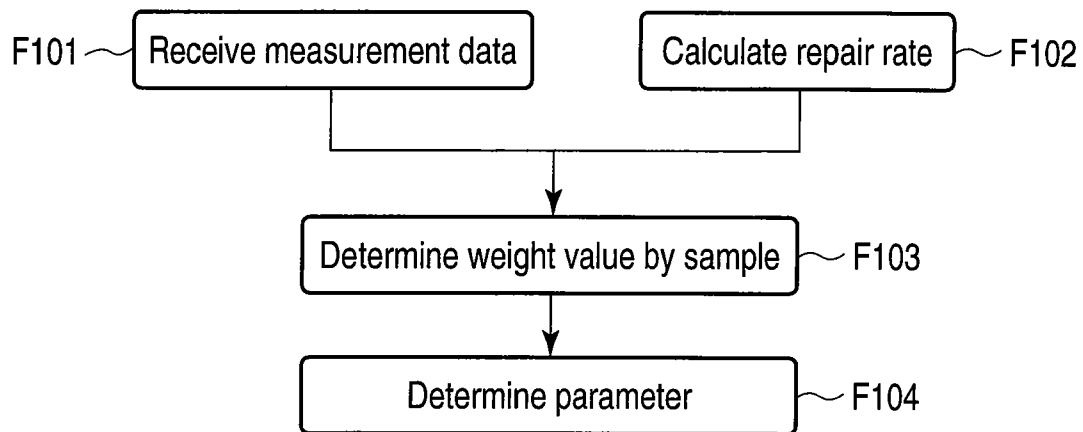 F101
Receive measurement data
Calculate repair rate
F102
Determine weight value by sample
F103
Determine parameter
F104